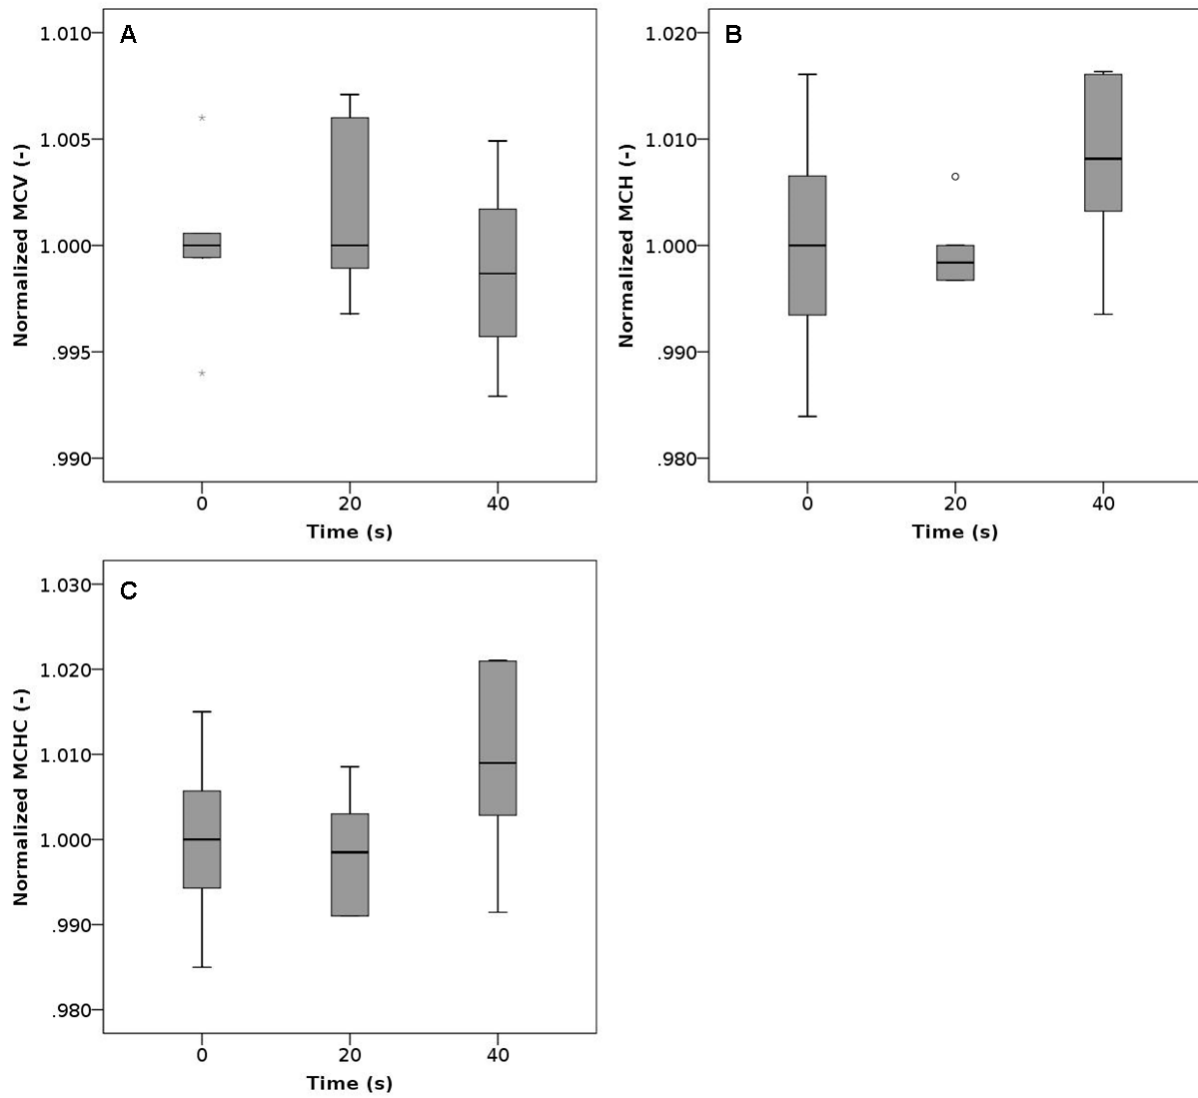 A
Normalized MCV (-)
1.010
1.005
1.000
.995
.990
0 20 40
Time (s)
B
Normalized MCH (-)
1.020
1.010
1.000
.990
.980
0 20 40
Time (s)
C
Normalized MCHC (-)
1.030
1.020
1.010
1.000
.990
.980
0 20 40
Time (s)